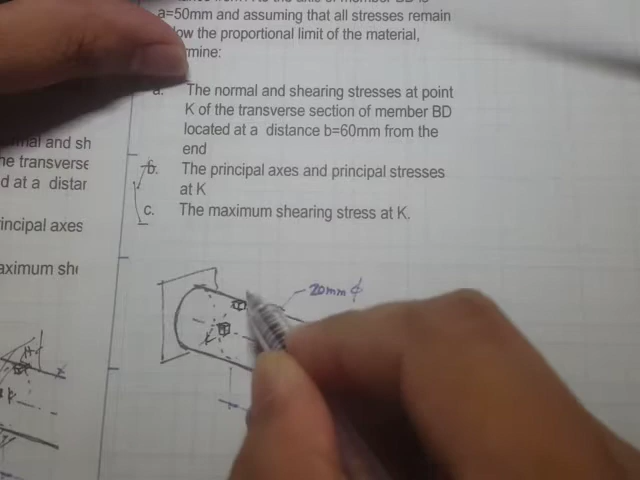 a=50mm and assuming that all stresses remain
low the proportional limit of the material,
mine:
a. The normal and shearing stresses at point
K of the transverse section of member BD
located at a distance b=60mm from the
end
b. The principal axes and principal stresses
at K
c. The maximum shearing stress at K.
20mm ϕ
K
and sh
he transverse
d at a distar
incipal axes
aximum she